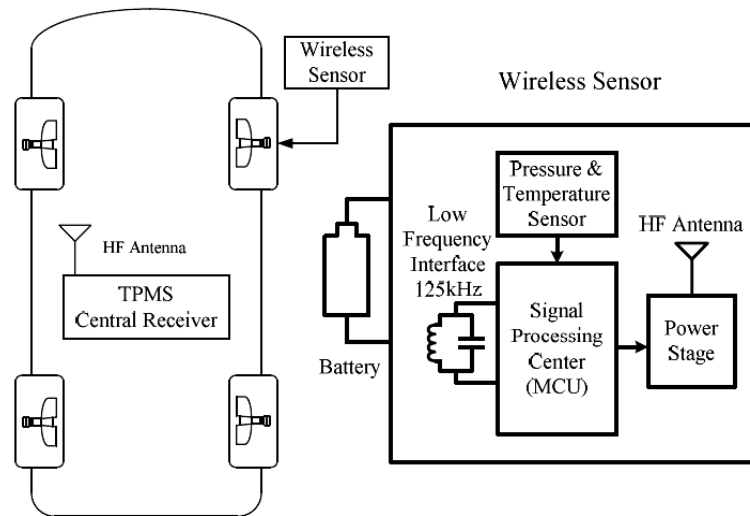 Wireless
Sensor
HF Antenna
TPMS
Central Receiver
Wireless Sensor
Pressure &
Temperature
Sensor
Low
Frequency
Interface
125kHz
HF Antenna
Signal
Processing
Center
(MCU)
Power
Stage
Battery